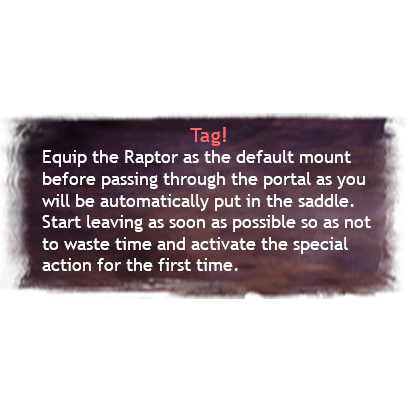 Tag!
Equip the Raptor as the default mount
before passing through the portal as you
will be automatically put in the saddle.
Start leaving as soon as possible so as not
to waste time and activate the special
action for the first time.